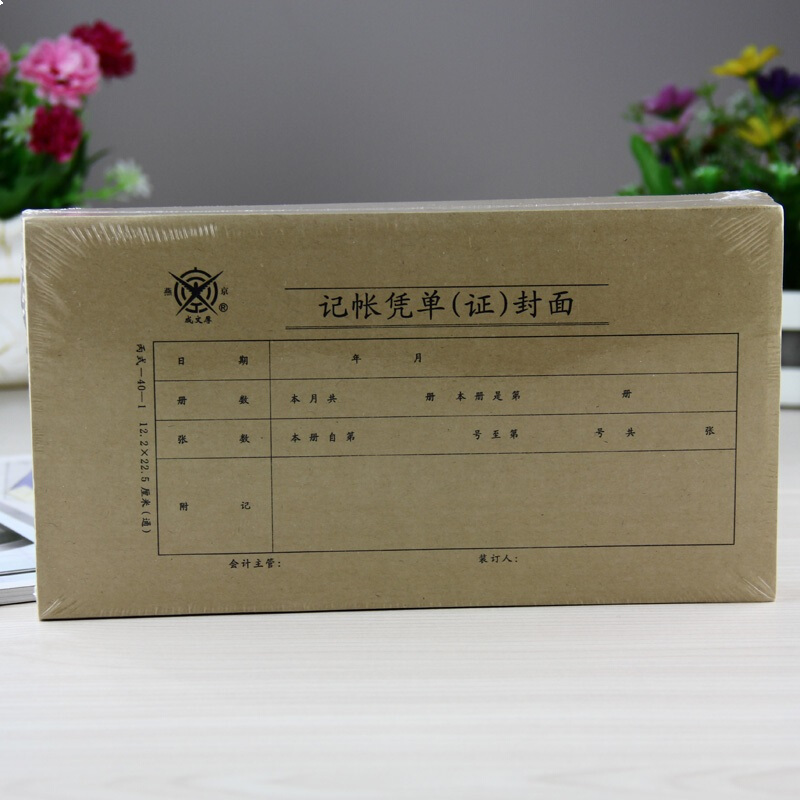 燕 京
®
成文厚
记帐凭单(证)封面
丙式—40—1 12.2×22.5厘米(通)
日 期 年 月
册 数 本月共 册 本册是第 册
张 数 本册自第 号至第 号共 张
附 记
会计主管: 装订人: